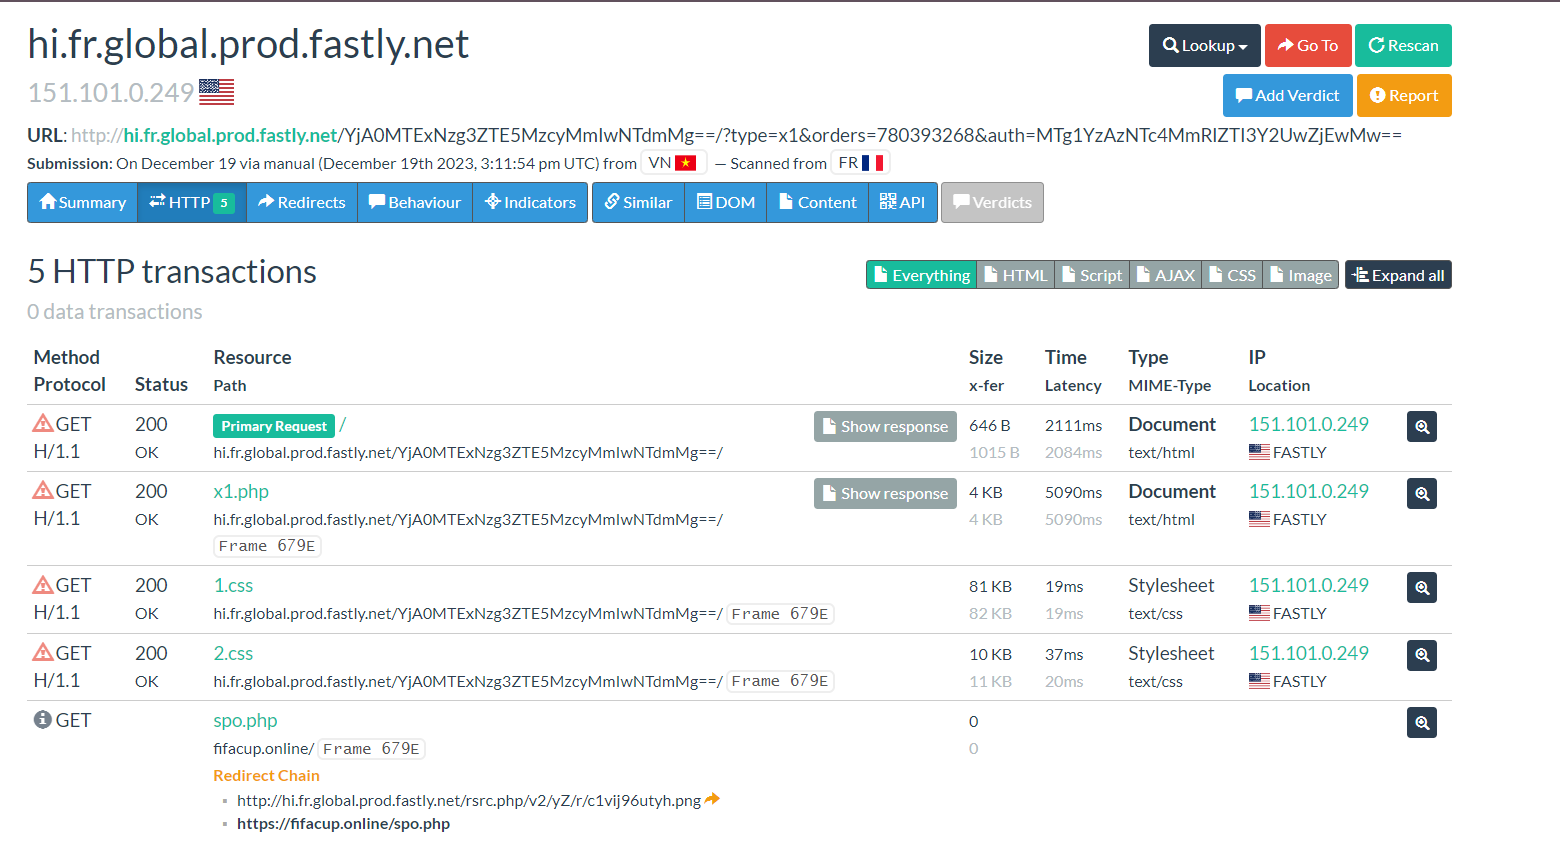 hi.fr.global.prod.fastly.net
Lookup Go To Rescan
151.101.0.249
Add Verdict Report
URL: http://hi.fr.global.prod.fastly.net/YjA0MTExNzg3ZTE5MzcyMmIwNTdmMg==/?type=x1&orders=780393268&auth=MTg1YzAzNTc4MmRlZTI3Y2UwZjEwMw==
Submission: On December 19 via manual (December 19th 2023, 3:11:54 pm UTC) from VN — Scanned from FR
Summary HTTP 5 Redirects Behaviour Indicators Similar DOM Content API Verdicts
5 HTTP transactions
Everything HTML Script AJAX CSS Image Expand all
0 data transactions
Method Resource Size Time Type IP
Protocol Status Path x-fer Latency MIME-Type Location
GET 200 Primary Request / Show response 646 B 2111ms Document 151.101.0.249
H/1.1 OK hi.fr.global.prod.fastly.net/YjA0MTExNzg3ZTE5MzcyMmIwNTdmMg==/ 1015 B 2084ms text/html FASTLY
GET 200 x1.php Show response 4 KB 5090ms Document 151.101.0.249
H/1.1 OK hi.fr.global.prod.fastly.net/YjA0MTExNzg3ZTE5MzcyMmIwNTdmMg==/ 4 KB 5090ms text/html FASTLY
Frame 679E
GET 200 1.css 81 KB 19ms Stylesheet 151.101.0.249
H/1.1 OK hi.fr.global.prod.fastly.net/YjA0MTExNzg3ZTE5MzcyMmIwNTdmMg==/ Frame 679E 82 KB 19ms text/css FASTLY
GET 200 2.css 10 KB 37ms Stylesheet 151.101.0.249
H/1.1 OK hi.fr.global.prod.fastly.net/YjA0MTExNzg3ZTE5MzcyMmIwNTdmMg==/ Frame 679E 11 KB 20ms text/css FASTLY
GET spo.php 0
fifacup.online/ Frame 679E 0
Redirect Chain
http://hi.fr.global.prod.fastly.net/rsrc.php/v2/yZ/r/c1vij96utyh.png
https://fifacup.online/spo.php